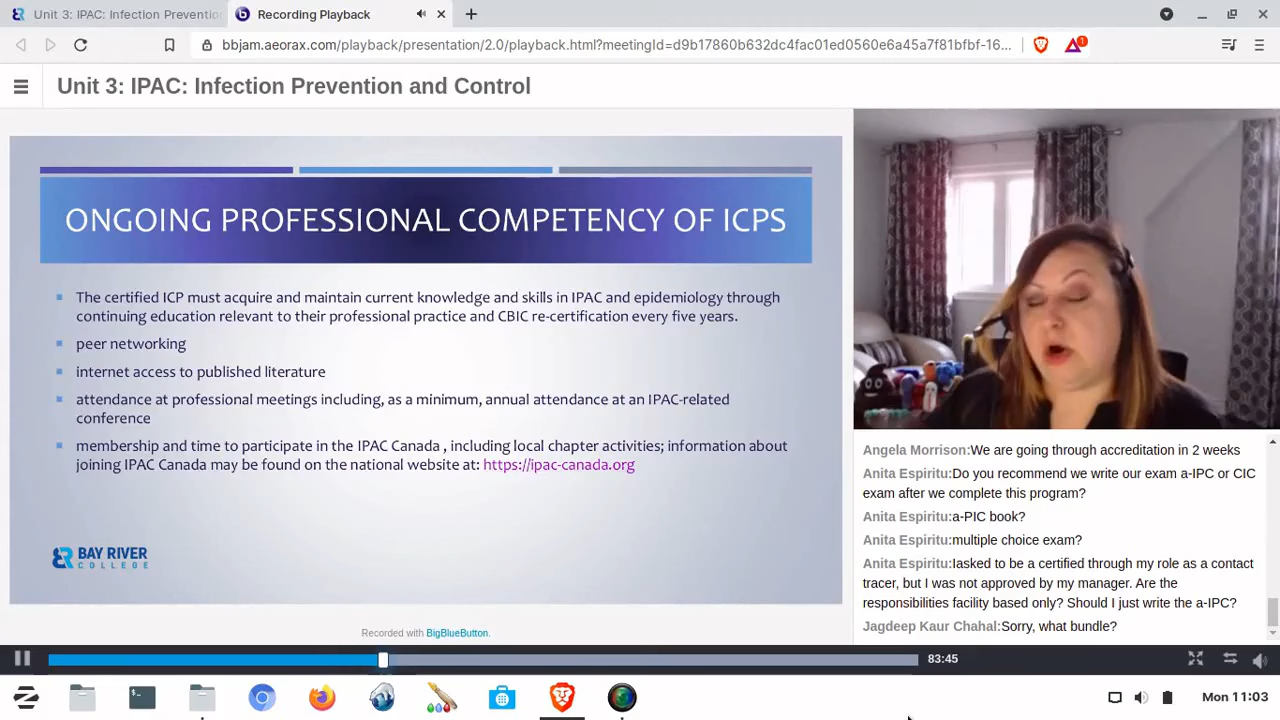 Unit 3: IPAC: Infection Preventio
Recording Playback
bbjam.aeorax.com/playback/presentation/2.0/playback.html?meetingId=d9b17860b632dc4fac01ed0560e6a45a7f81bfbf-16...
1
Unit 3: IPAC: Infection Prevention and Control
ONGOING PROFESSIONAL COMPETENCY OF ICPS
The certified ICP must acquire and maintain current knowledge and skills in IPAC and epidemiology through
continuing education relevant to their professional practice and CBIC re-certification every five years.
peer networking
internet access to published literature
attendance at professional meetings including, as a minimum, annual attendance at an IPAC-related
conference
membership and time to participate in the IPAC Canada , including local chapter activities; information about
joining IPAC Canada may be found on the national website at: https://ipac-canada.org
BAY RIVER
COLLEGE
Recorded with BigBlueButton.
Angela Morrison:We are going through accreditation in 2 weeks
Anita Espiritu:Do you recommend we write our exam a-IPC or CIC
exam after we complete this program?
Anita Espiritu:a-PIC book?
Anita Espiritu:multiple choice exam?
Anita Espiritu:Iasked to be a certified through my role as a contact
tracer, but I was not approved by my manager. Are the
responsibilities facility based only? Should I just write the a-IPC?
Jagdeep Kaur Chahal:Sorry, what bundle?
83:45
Mon 11:03